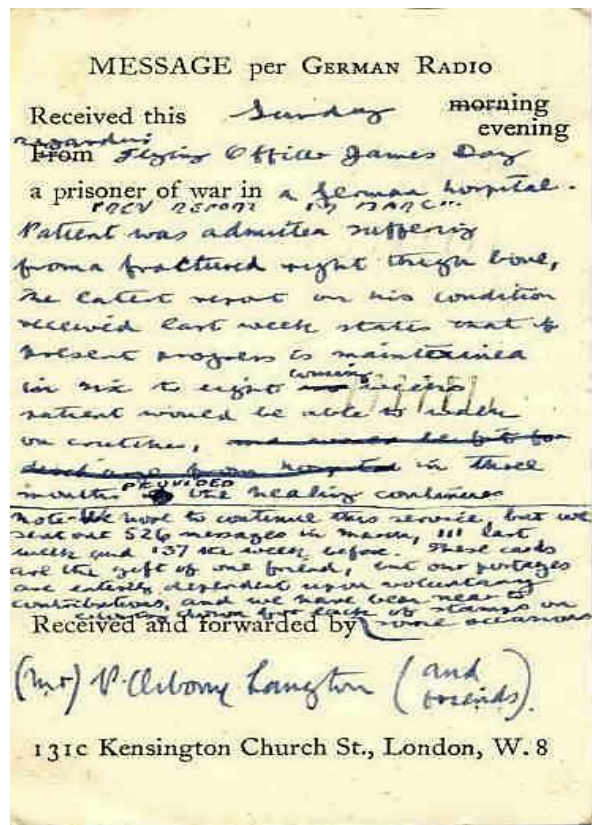 MESSAGE per GERMAN RADIO
Received this Sunday morning
evening
regarding
From Flying Officer James Day
a prisoner of war in a German hospital.
PREV REPORT IN MARCH
Patient was admitted suffering
from a fractured right thigh bone,
The latest report on his condition
received last week states that if
present progress is maintained
in six to eight coming weeks
patient would be able to walk
on crutches, in three
months PROVIDED the healing continues
Note-We hope to continue this service, but we
sent out 526 messages in March, 111 last
week and 137 the week before. These cards
are the gift of one friend, but our postages
are entirely dependent upon voluntary
contributions, and we have been near to
closing down for lack of stamps on
some occasions
Received and forwarded by
(Mr) P. Osborne Langton (and
friends).
131C Kensington Church St., London, W. 8